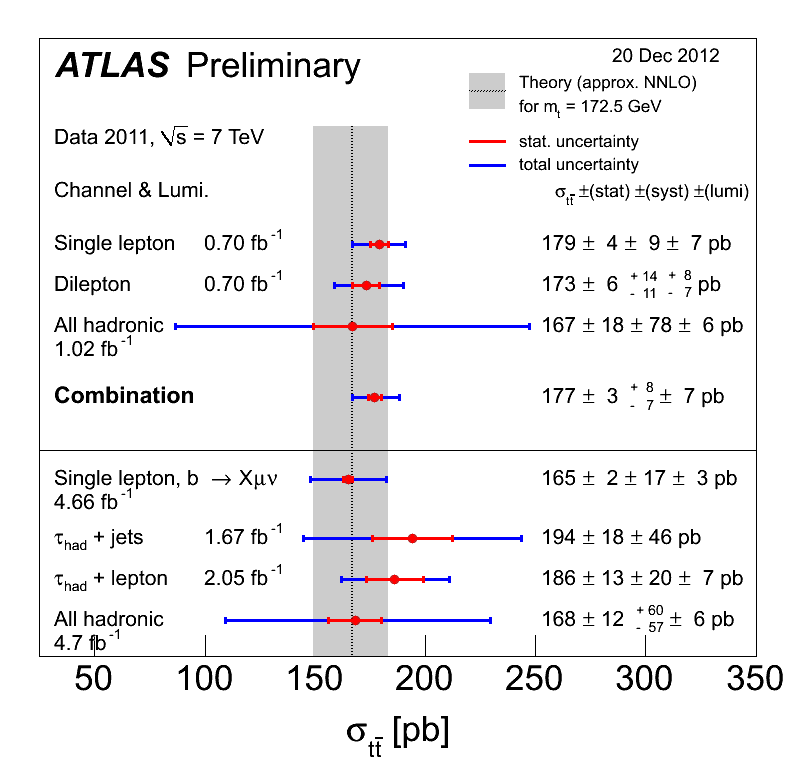 ATLAS Preliminary
20 Dec 2012
Theory (approx. NNLO)
for mt = 172.5 GeV
stat. uncertainty
total uncertainty
Data 2011, √s = 7 TeV
Channel & Lumi.
σtt̄ ±(stat) ±(syst) ±(lumi)
Single lepton 0.70 fb-1 179 ± 4 ± 9 ± 7 pb
Dilepton 0.70 fb-1 173 ± 6 +14 -11 +8 -7 pb
All hadronic 167 ± 18 ± 78 ± 6 pb
1.02 fb-1
Combination 177 ± 3 +8 -7 ± 7 pb
Single lepton, b → Xμν 165 ± 2 ± 17 ± 3 pb
4.66 fb-1
τhad + jets 1.67 fb-1 194 ± 18 ± 46 pb
τhad + lepton 2.05 fb-1 186 ± 13 ± 20 ± 7 pb
All hadronic 168 ± 12 +60 -57 ± 6 pb
4.7 fb-1
50 100 150 200 250 300 350
σtt̄ [pb]